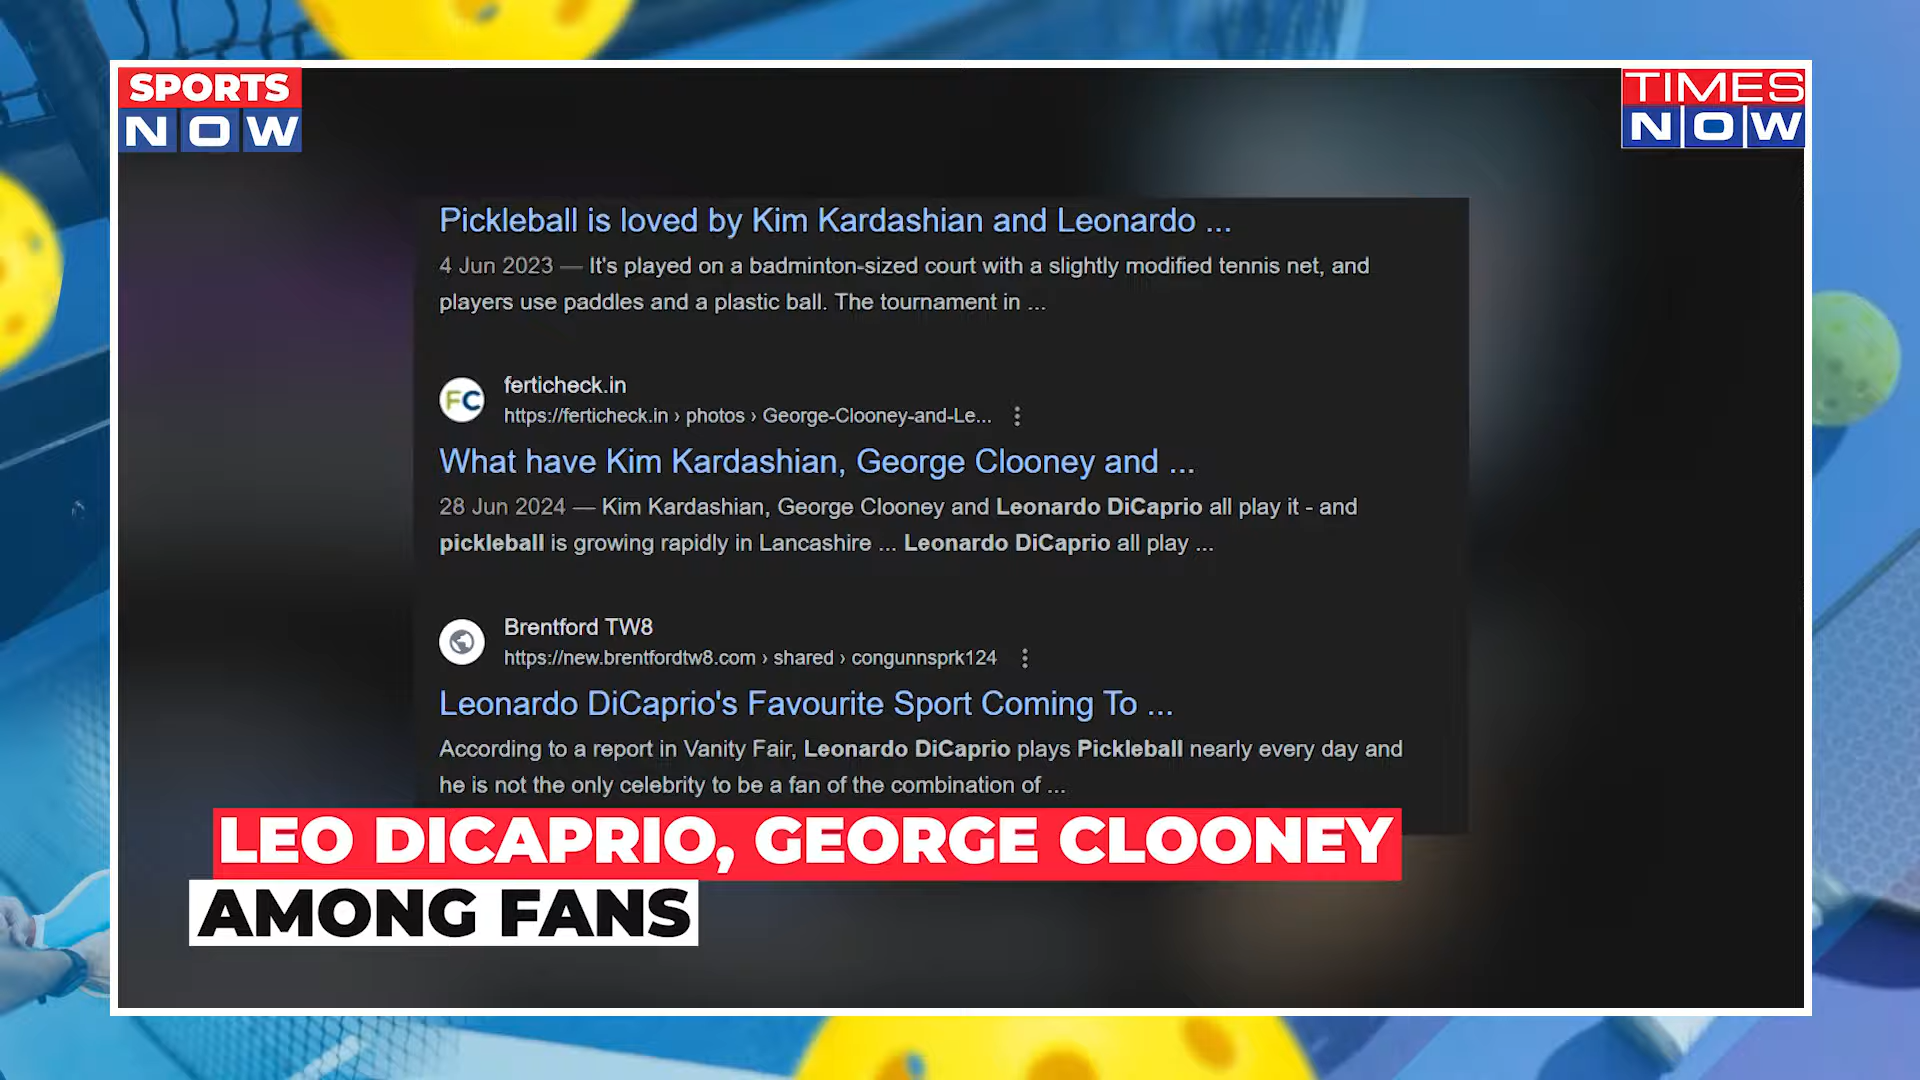 SPORTS
NOW
TIMES
NOW
Pickleball is loved by Kim Kardashian and Leonardo ...
4 Jun 2023 — It's played on a badminton-sized court with a slightly modified tennis net, and
players use paddles and a plastic ball. The tournament in ...
FC
ferticheck.in
https://ferticheck.in › photos › George-Clooney-and-Le...
What have Kim Kardashian, George Clooney and ...
28 Jun 2024 — Kim Kardashian, George Clooney and Leonardo DiCaprio all play it - and
pickleball is growing rapidly in Lancashire ... Leonardo DiCaprio all play ...
Brentford TW8
https://new.brentfordtw8.com › shared › congunnsprk124
Leonardo DiCaprio's Favourite Sport Coming To ...
According to a report in Vanity Fair, Leonardo DiCaprio plays Pickleball nearly every day and
he is not the only celebrity to be a fan of the combination of ...
LEO DICAPRIO, GEORGE CLOONEY
AMONG FANS